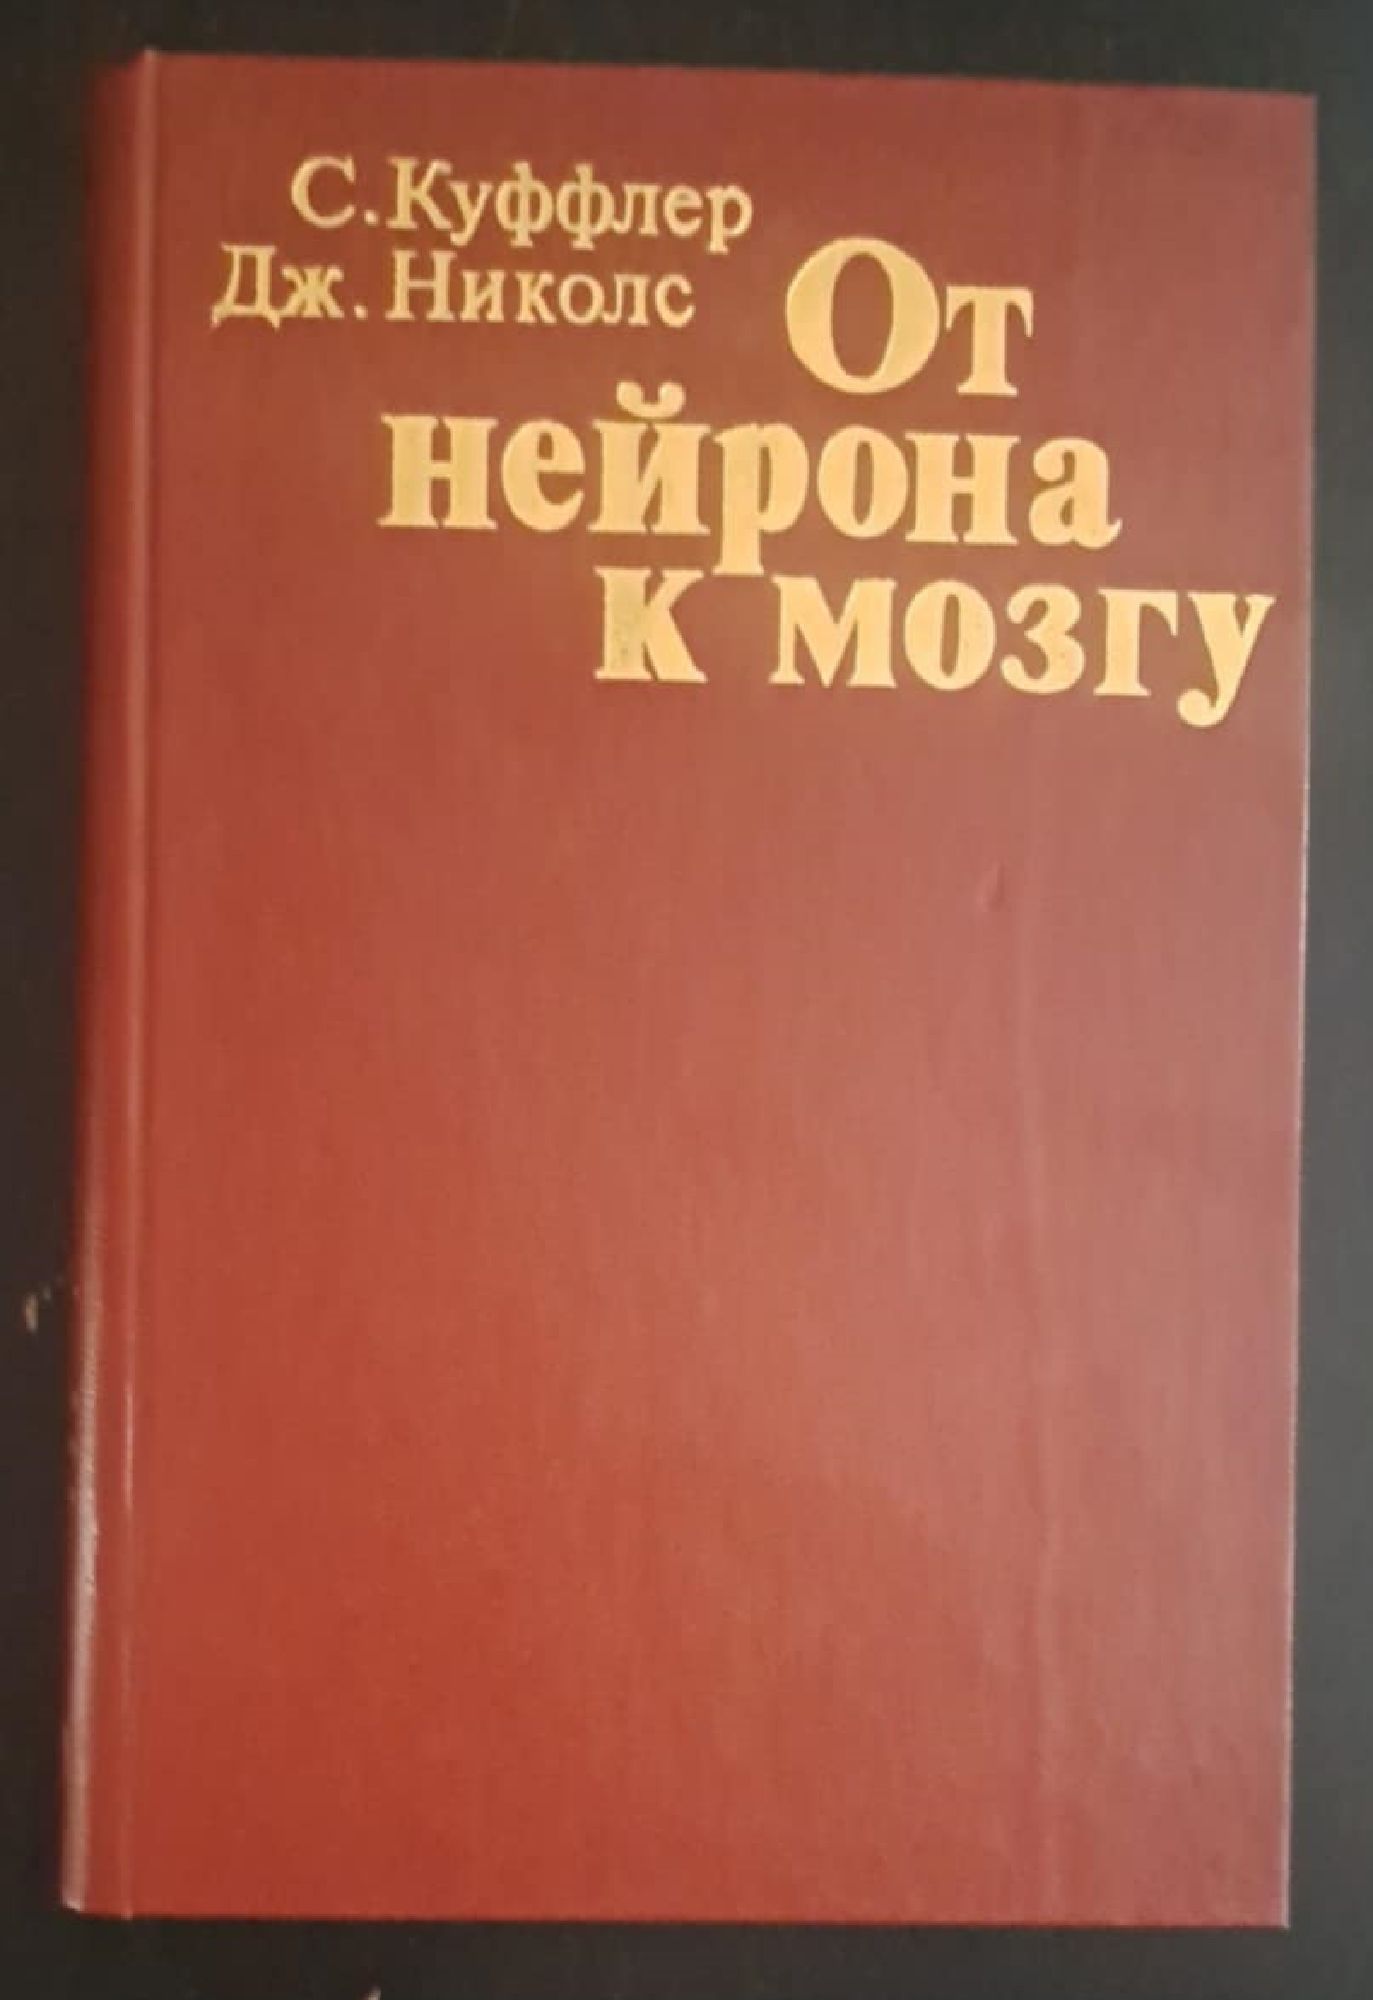 С. Куффлер
Дж. Николс
От
нейрона
к мозгу